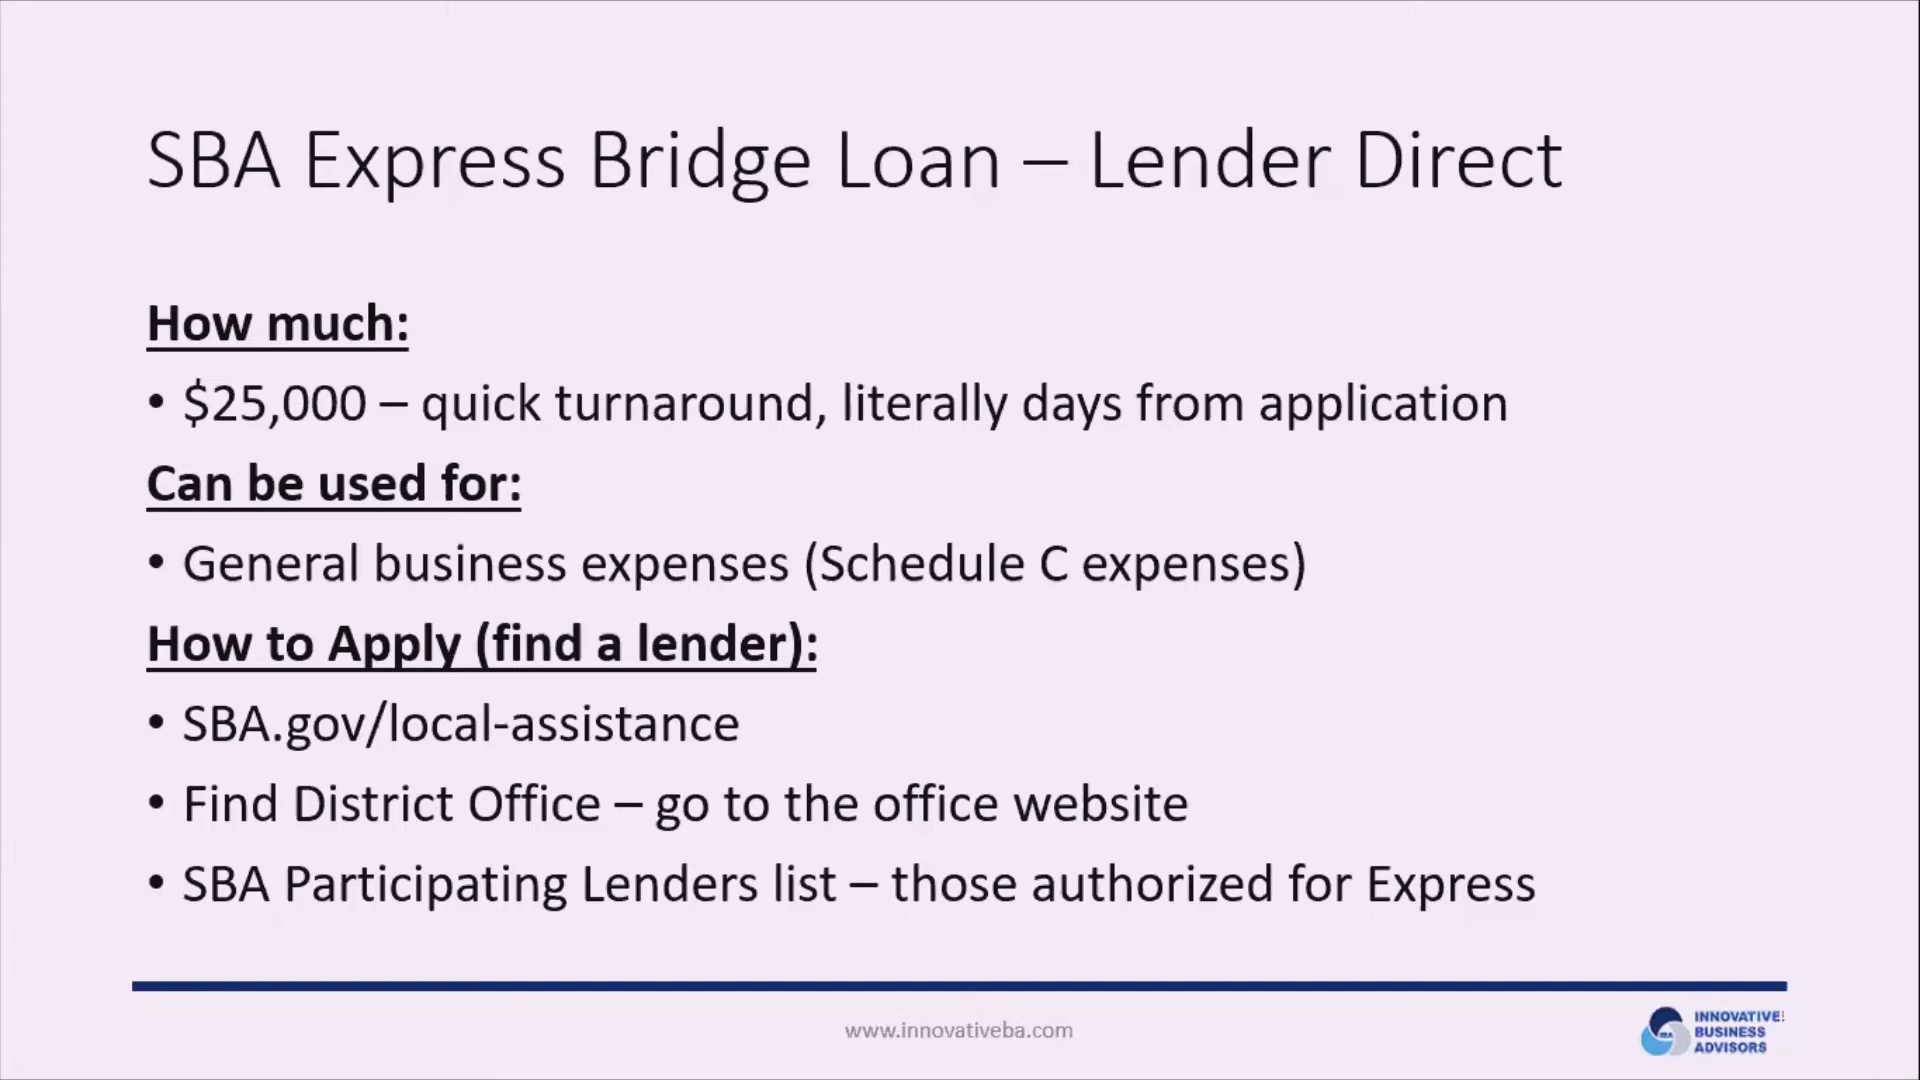 SBA Express Bridge Loan – Lender Direct
How much:
• $25,000 – quick turnaround, literally days from application
Can be used for:
• General business expenses (Schedule C expenses)
How to Apply (find a lender):
• SBA.gov/local-assistance
• Find District Office – go to the office website
• SBA Participating Lenders list – those authorized for Express
www.innovativeba.com
INNOVATIVE!
BUSINESS
ADVISORS